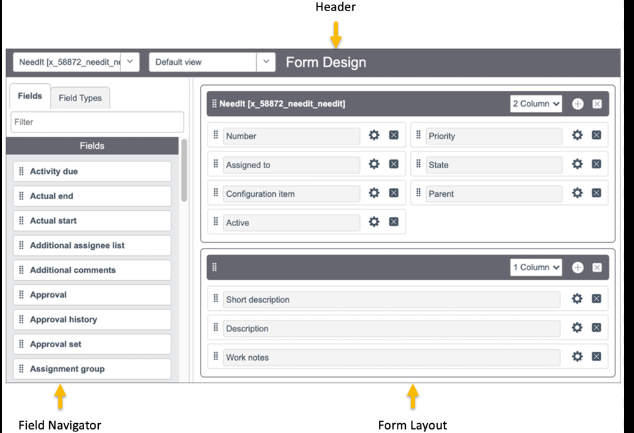 Header
NeedIt [x_58872_needit_n
Default view
Form Design
Fields
Field Types
Filter
Fields
Activity due
Actual end
Actual start
Additional assignee list
Additional comments
Approval
Approval history
Approval set
Assignment group
NeedIt [x_58872_needit_needit]
2 Column
Number
Priority
Assigned to
State
Configuration item
Parent
Active
1 Column
Short description
Description
Work notes
Field Navigator
Form Layout